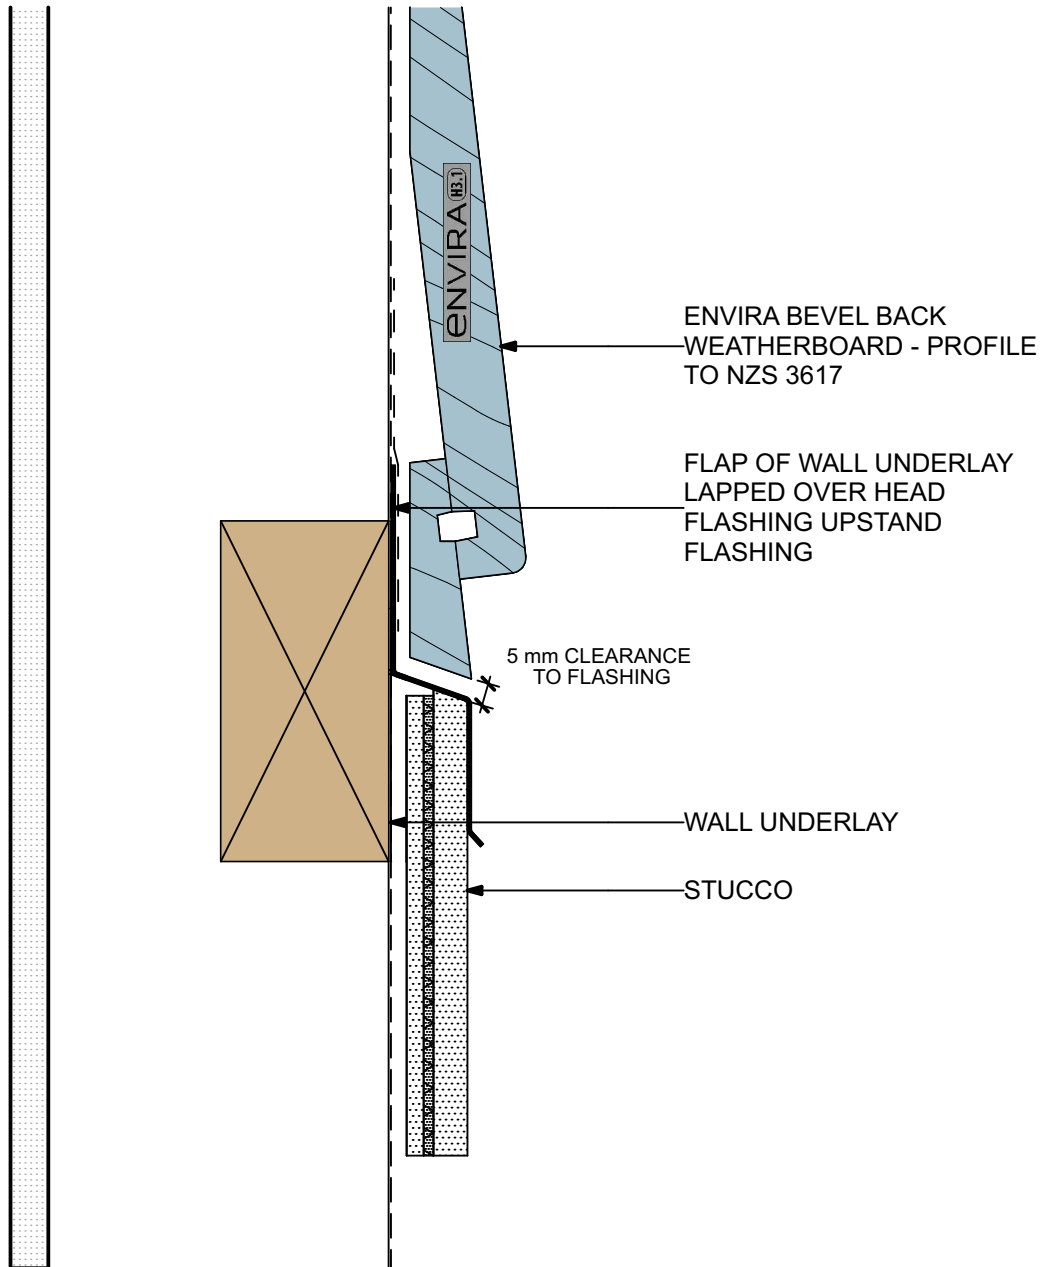 eNVIRA H3.1
ENVIRA BEVEL BACK
WEATHERBOARD - PROFILE
TO NZS 3617
FLAP OF WALL UNDERLAY
LAPPED OVER HEAD
FLASHING UPSTAND
FLASHING
5 mm CLEARANCE
TO FLASHING
WALL UNDERLAY
STUCCO